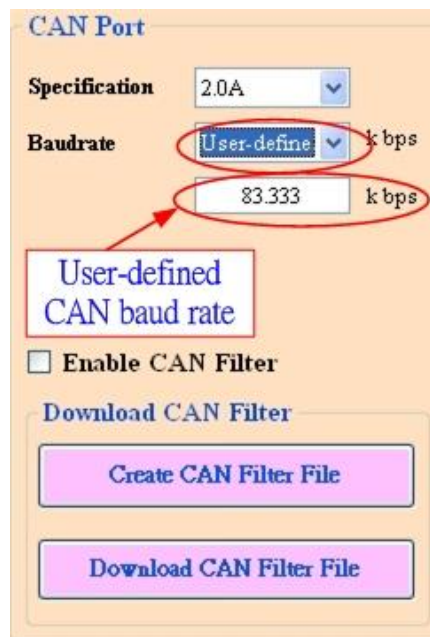 CAN Port
Specification 2.0A
Baudrate User-define k bps
83.333 k bps
User-defined
CAN baud rate
Enable CAN Filter
Download CAN Filter
Create CAN Filter File
Download CAN Filter File